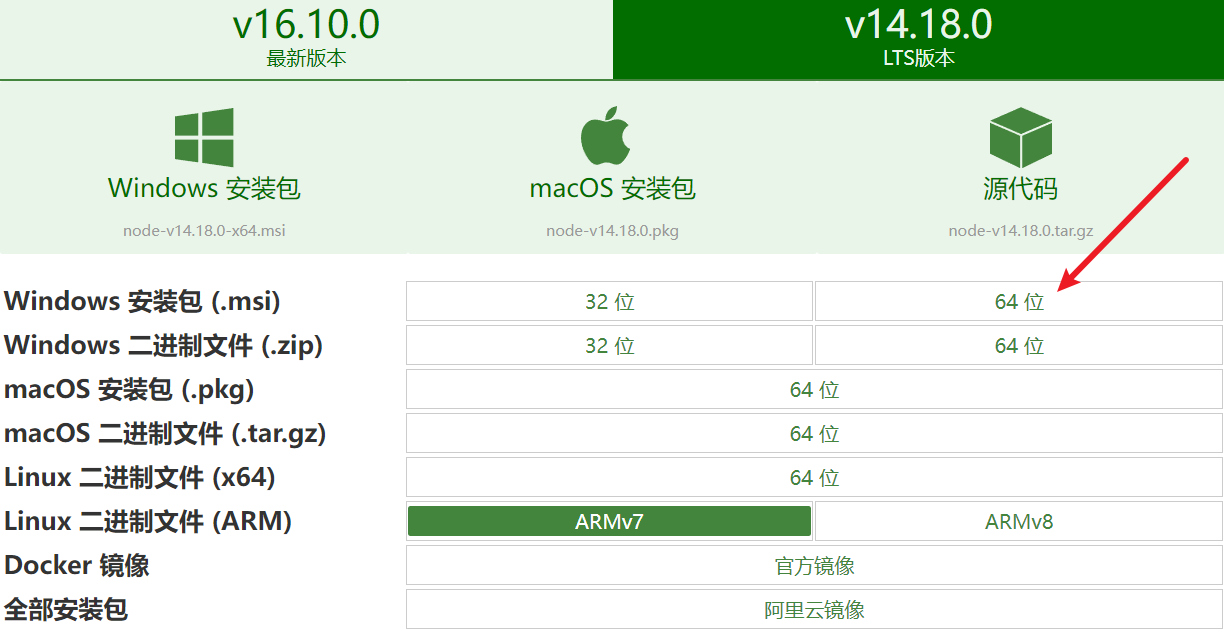 v16.10.0 v14.18.0
最新版本 LTS版本
Windows 安装包 macOS 安装包 源代码
node-v14.18.0-x64.msi node-v14.18.0.pkg node-v14.18.0.tar.gz
Windows 安装包 (.msi) 32 位 64 位
Windows 二进制文件 (.zip) 32 位 64 位
macOS 安装包 (.pkg) 64 位
macOS 二进制文件 (.tar.gz) 64 位
Linux 二进制文件 (x64) 64 位
Linux 二进制文件 (ARM) ARMv7 ARMv8
Docker 镜像 官方镜像
全部安装包 阿里云镜像